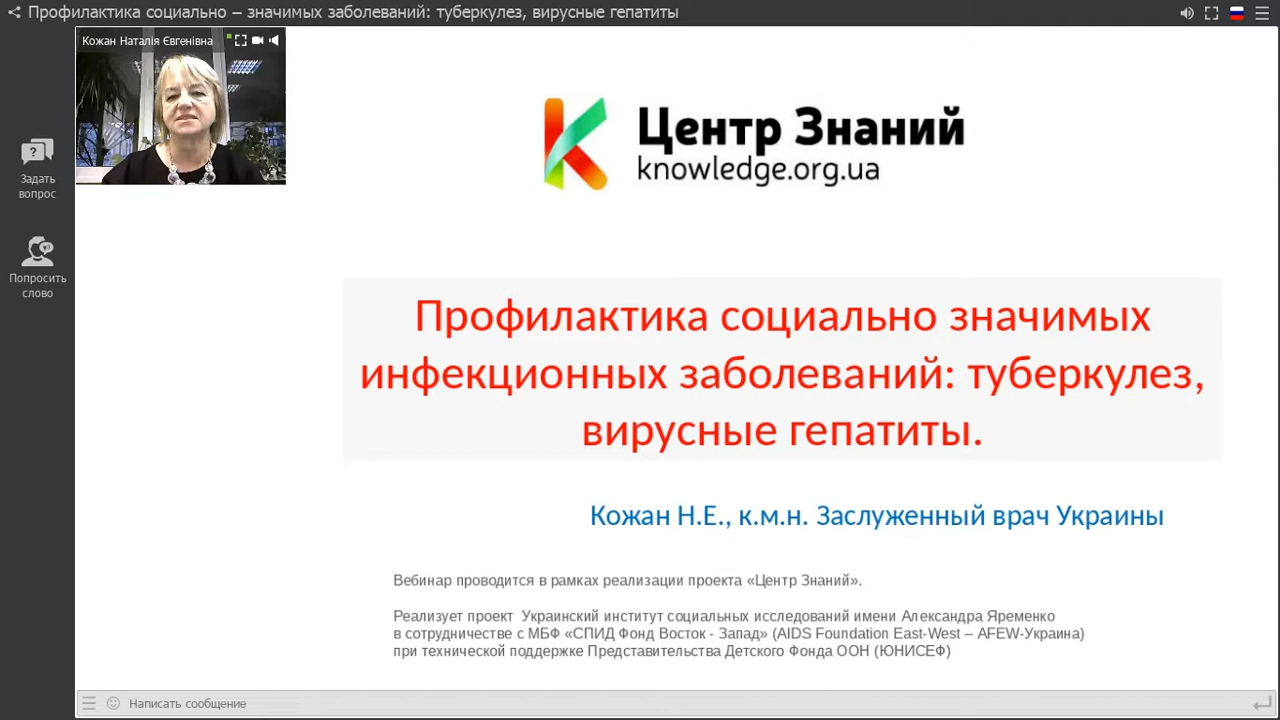 Профилактика социально – значимых заболеваний: туберкулез, вирусные гепатиты
Кожан Наталія Євгенівна
Задать
вопрос
Попросить
слово
Центр Знаний
knowledge.org.ua
Профилактика социально значимых
инфекционных заболеваний: туберкулез,
вирусные гепатиты.
Кожан Н.Е., к.м.н. Заслуженный врач Украины
Вебинар проводится в рамках реализации проекта «Центр Знаний».
Реализует проект Украинский институт социальных исследований имени Александра Яременко
в сотрудничестве с МБФ «СПИД Фонд Восток - Запад» (AIDS Foundation East-West – AFEW-Украина)
при технической поддержке Представительства Детского Фонда ООН (ЮНИСЕФ)
Написать сообщение